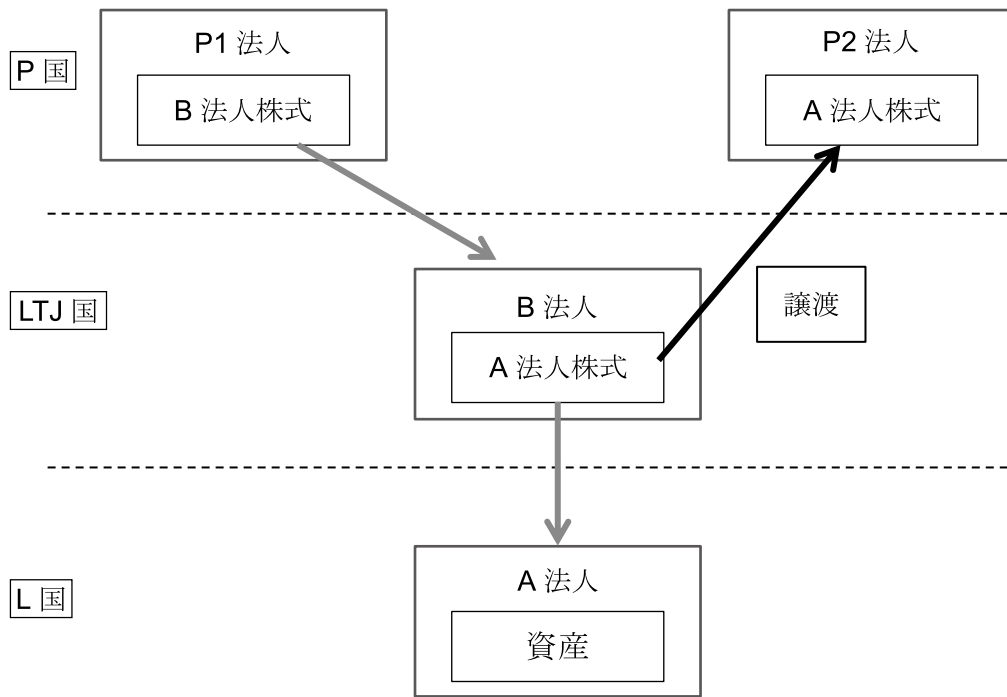 P1 法人
P2 法人
P 国
B 法人株式
A 法人株式
B 法人
LTJ 国
譲渡
A 法人株式
A 法人
L 国
資産